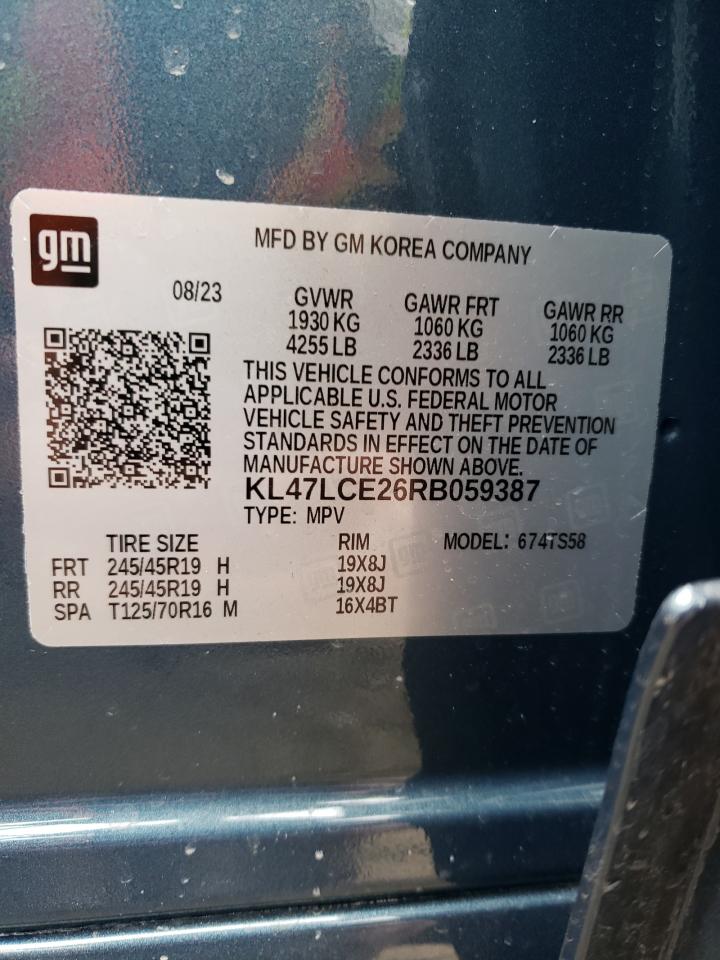 gm
MFD BY GM KOREA COMPANY
08/23
GVWR GAWR FRT GAWR RR
1930 KG 1060 KG 1060 KG
4255 LB 2336 LB 2336 LB
THIS VEHICLE CONFORMS TO ALL
APPLICABLE U.S. FEDERAL MOTOR
VEHICLE SAFETY AND THEFT PREVENTION
STANDARDS IN EFFECT ON THE DATE OF
MANUFACTURE SHOWN ABOVE.
KL47LCE26RB059387
TYPE: MPV
TIRE SIZE RIM MODEL: 674TS58
FRT 245/45R19 H 19X8J
RR 245/45R19 H 19X8J
SPA T125/70R16 M 16X4BT